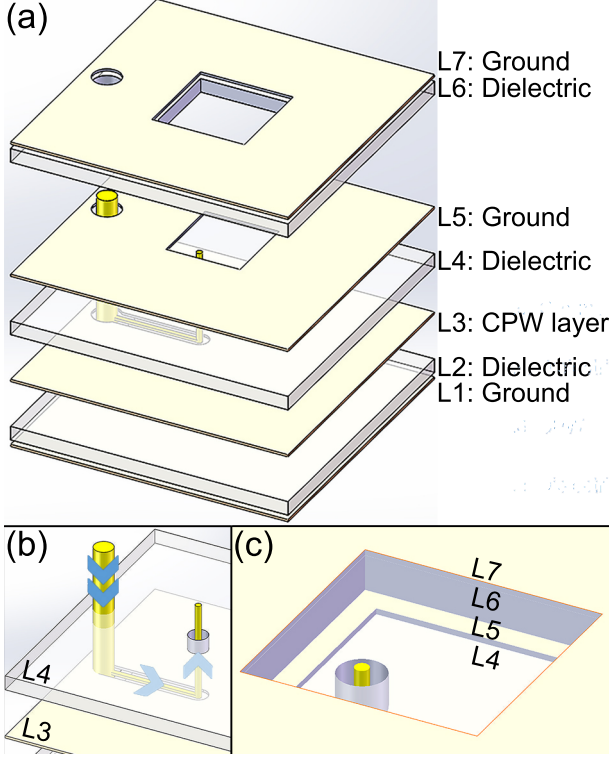 (a)
L7: Ground
L6: Dielectric
L5: Ground
L4: Dielectric
L3: CPW layer
L2: Dielectric
L1: Ground
(b)
L4
L3
(c)
L7
L6
L5
L4